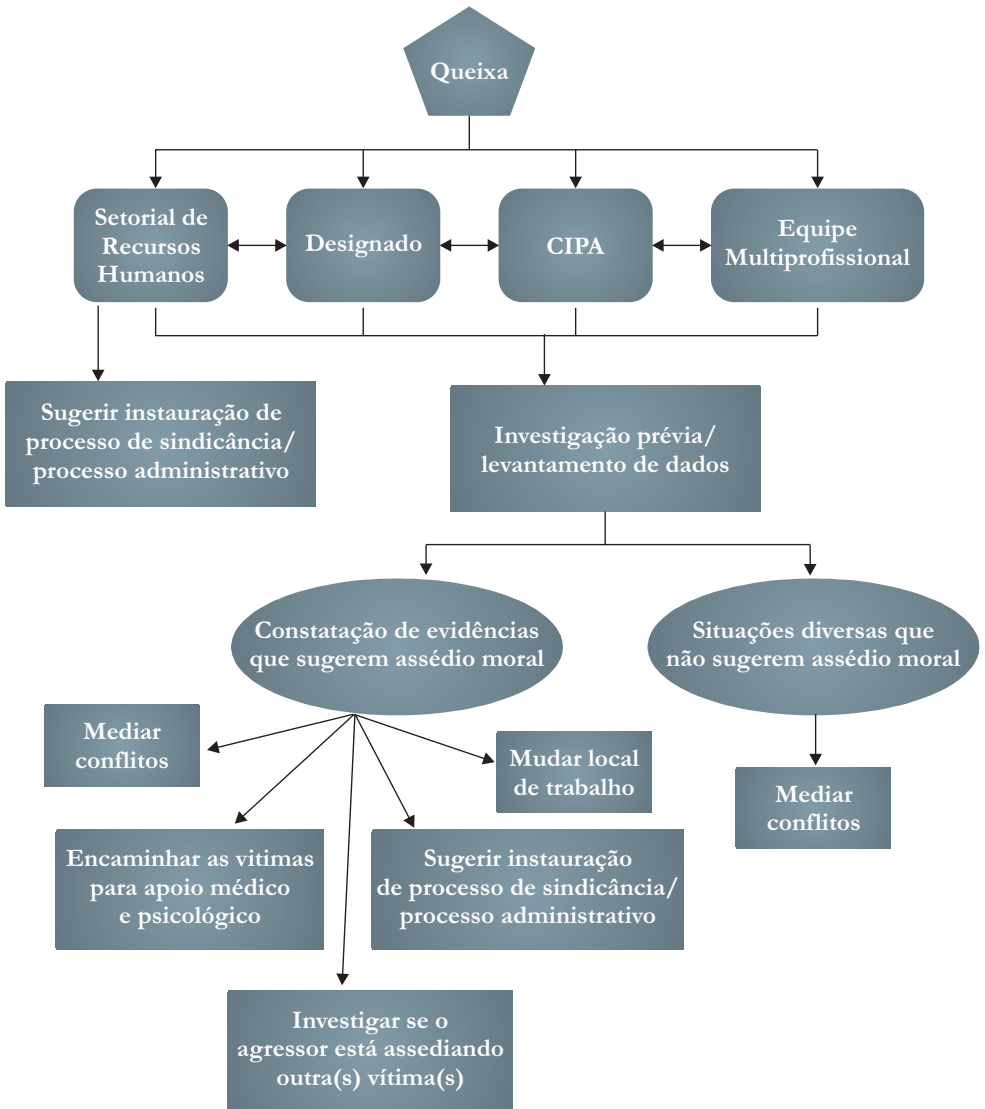 Queixa
Setorial de
Recursos
Humanos
Designado
CIPA
Equipe
Multiprofissional
Sugerir instauração de
processo de sindicância/
processo administrativo
Investigação prévia/
levantamento de dados
Constatação de evidências
que sugerem assédio moral
Situações diversas que
não sugerem assédio moral
Mediar
conflitos
Mudar local
de trabalho
Mediar
conflitos
Encaminhar as vitimas
para apoio médico
e psicológico
Sugerir instauração
de processo de sindicância/
processo administrativo
Investigar se o
agressor está assediando
outra(s) vítima(s)